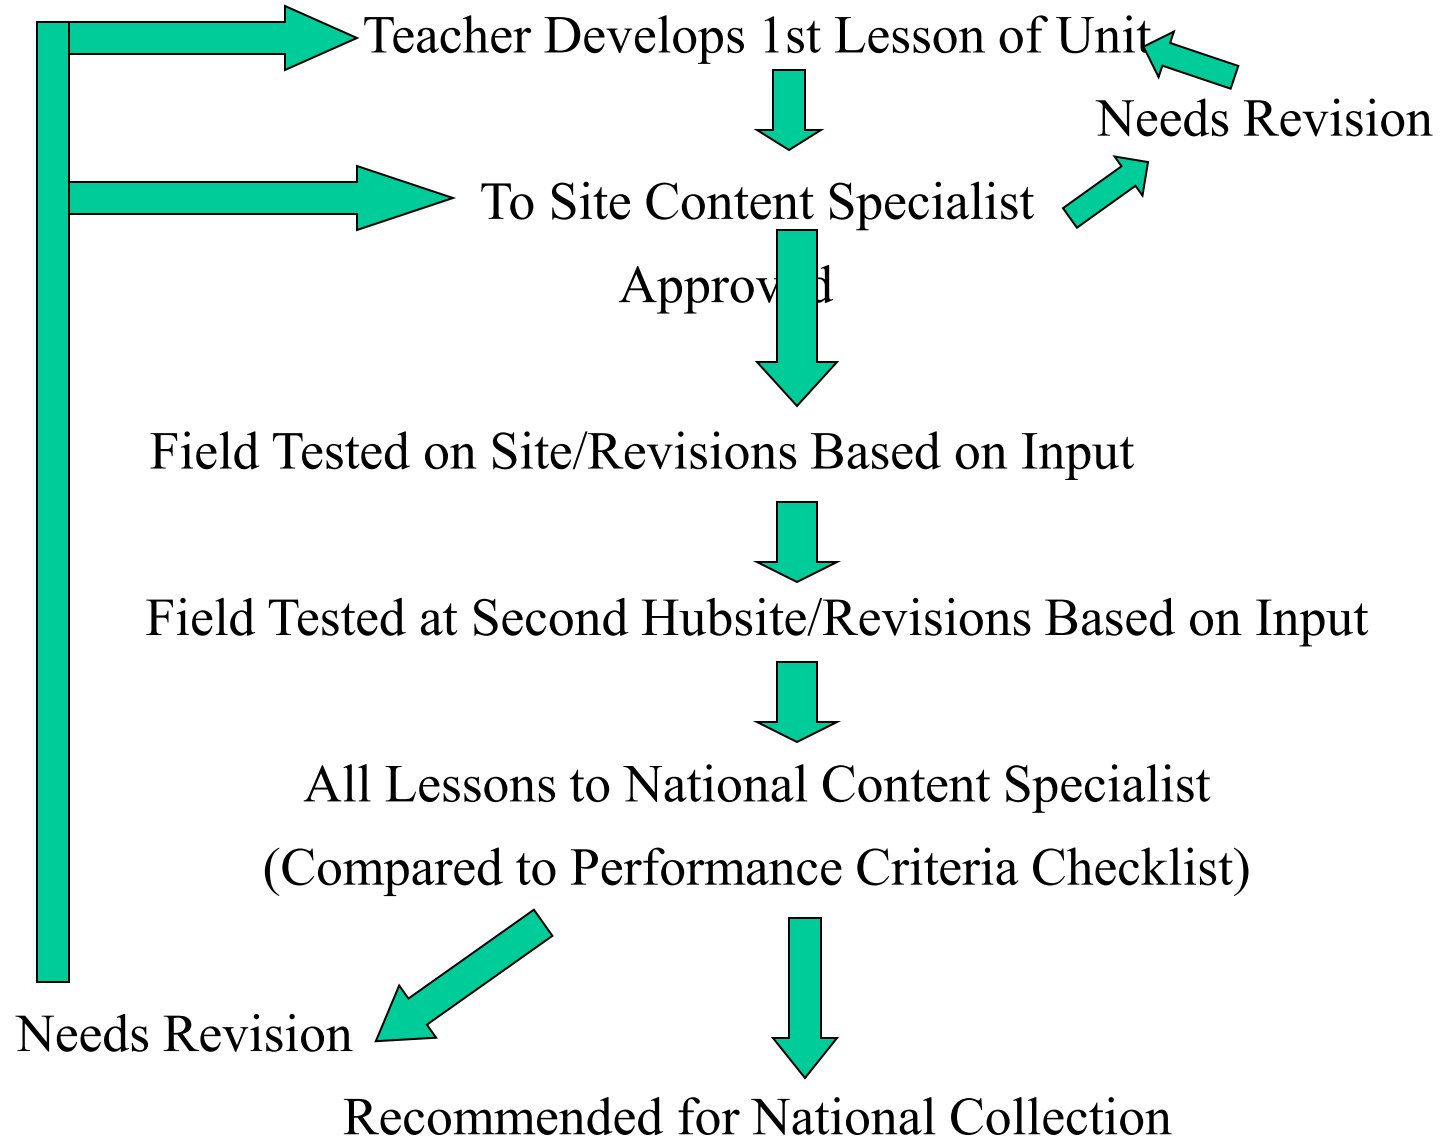 Teacher Develops 1st Lesson of Unit
Needs Revision
To Site Content Specialist
Approved
Field Tested on Site/Revisions Based on Input
Field Tested at Second Hubsite/Revisions Based on Input
All Lessons to National Content Specialist
(Compared to Performance Criteria Checklist)
Needs Revision
Recommended for National Collection